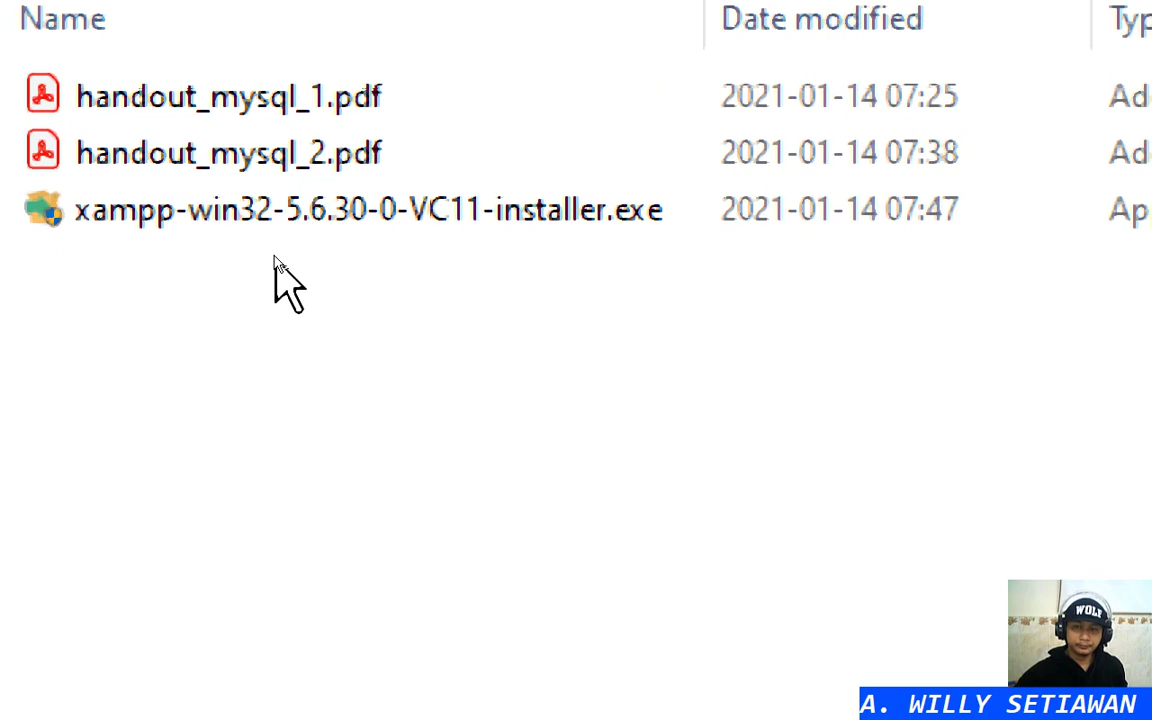 Name Date modified Typ
handout_mysql_1.pdf 2021-01-14 07:25 Ad
handout_mysql_2.pdf 2021-01-14 07:38 Ad
xampp-win32-5.6.30-0-VC11-installer.exe 2021-01-14 07:47 Ap
WOLF
A. WILLY SETIAWAN